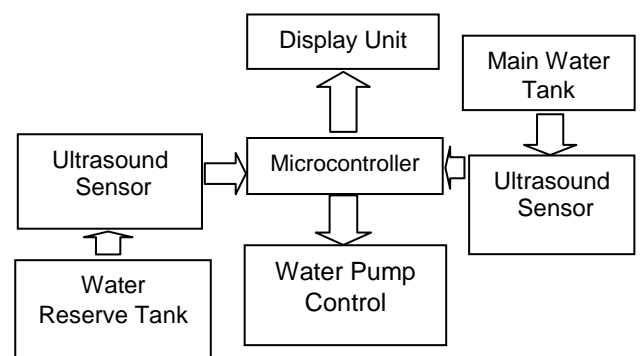 Display Unit
Main Water
Tank
Ultrasound
Sensor
Microcontroller
Ultrasound
Sensor
Water
Reserve Tank
Water Pump
Control